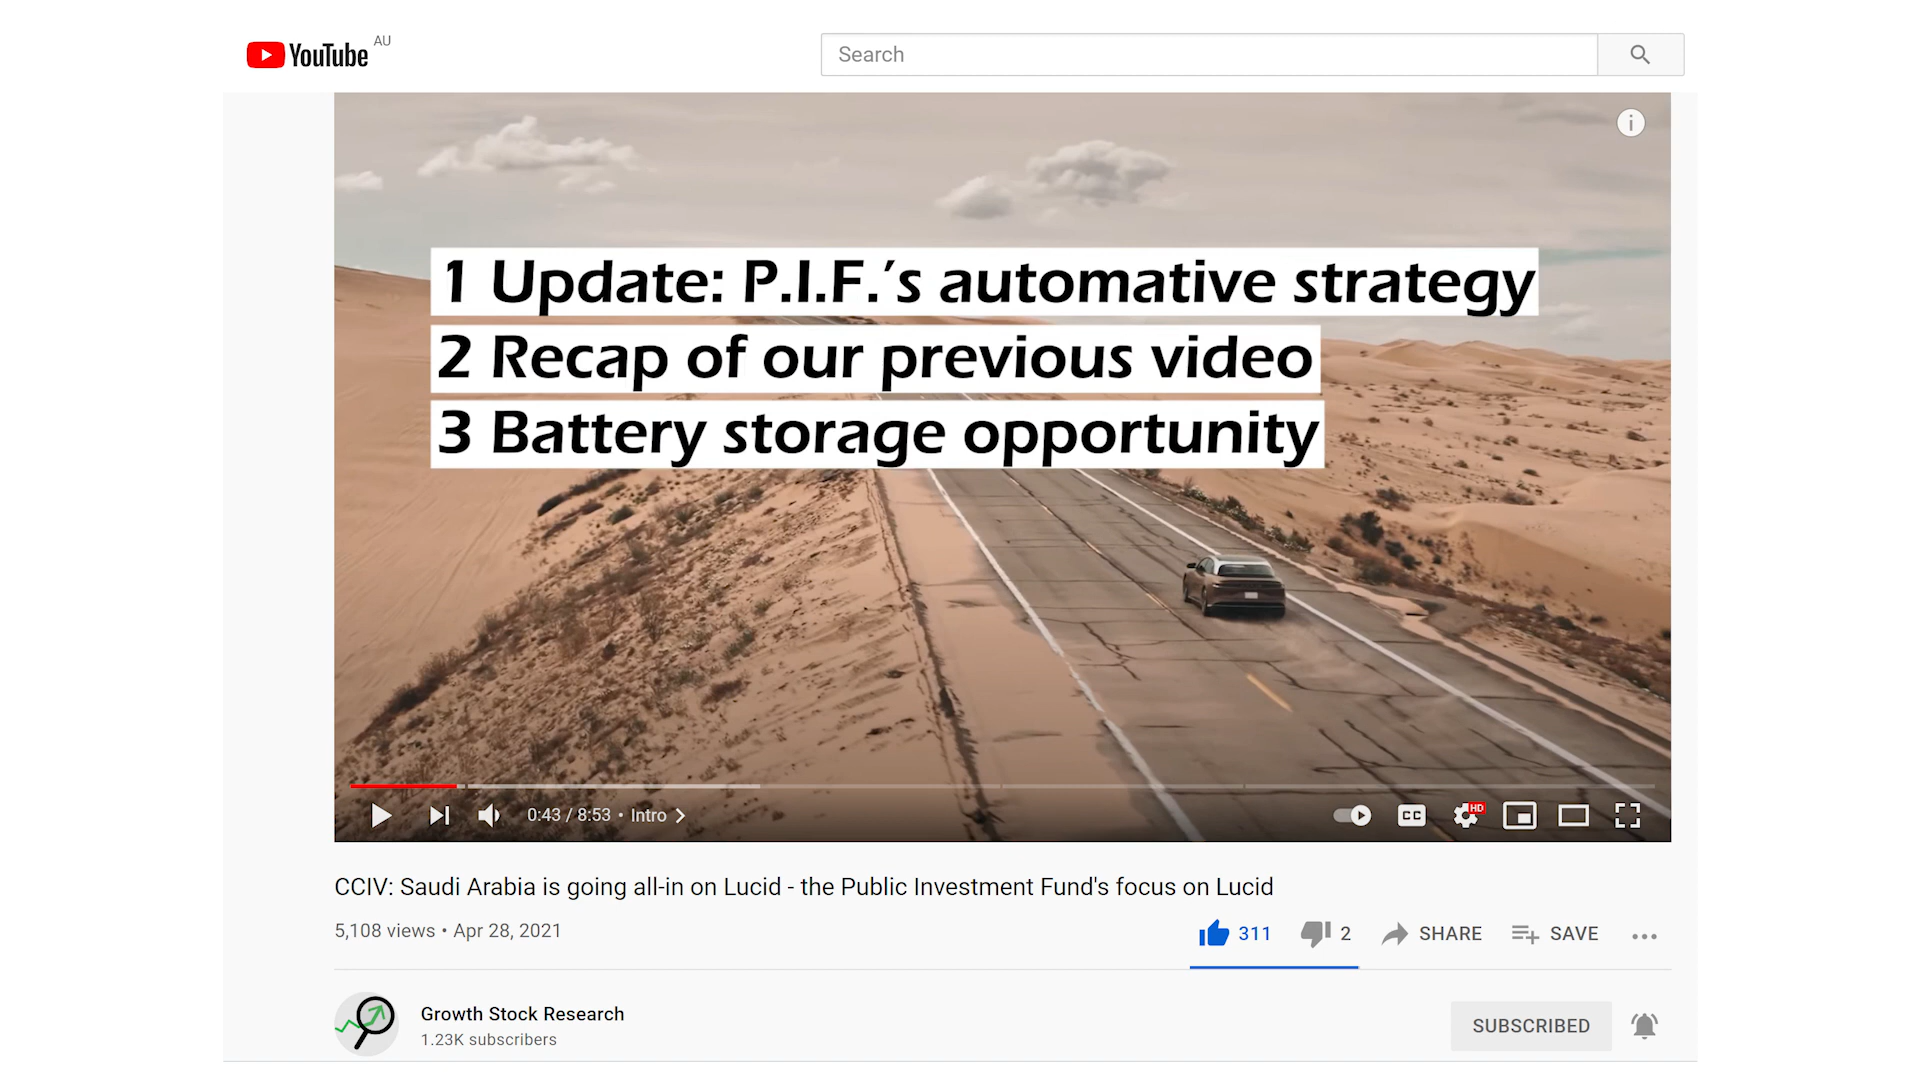 YouTube AU
Search
1 Update: P.I.F.'s automative strategy
2 Recap of our previous video
3 Battery storage opportunity
0:43 / 8:53 • Intro
CC
HD
CCIV: Saudi Arabia is going all-in on Lucid - the Public Investment Fund's focus on Lucid
5,108 views • Apr 28, 2021
311 2 SHARE SAVE
Growth Stock Research
1.23K subscribers
SUBSCRIBED